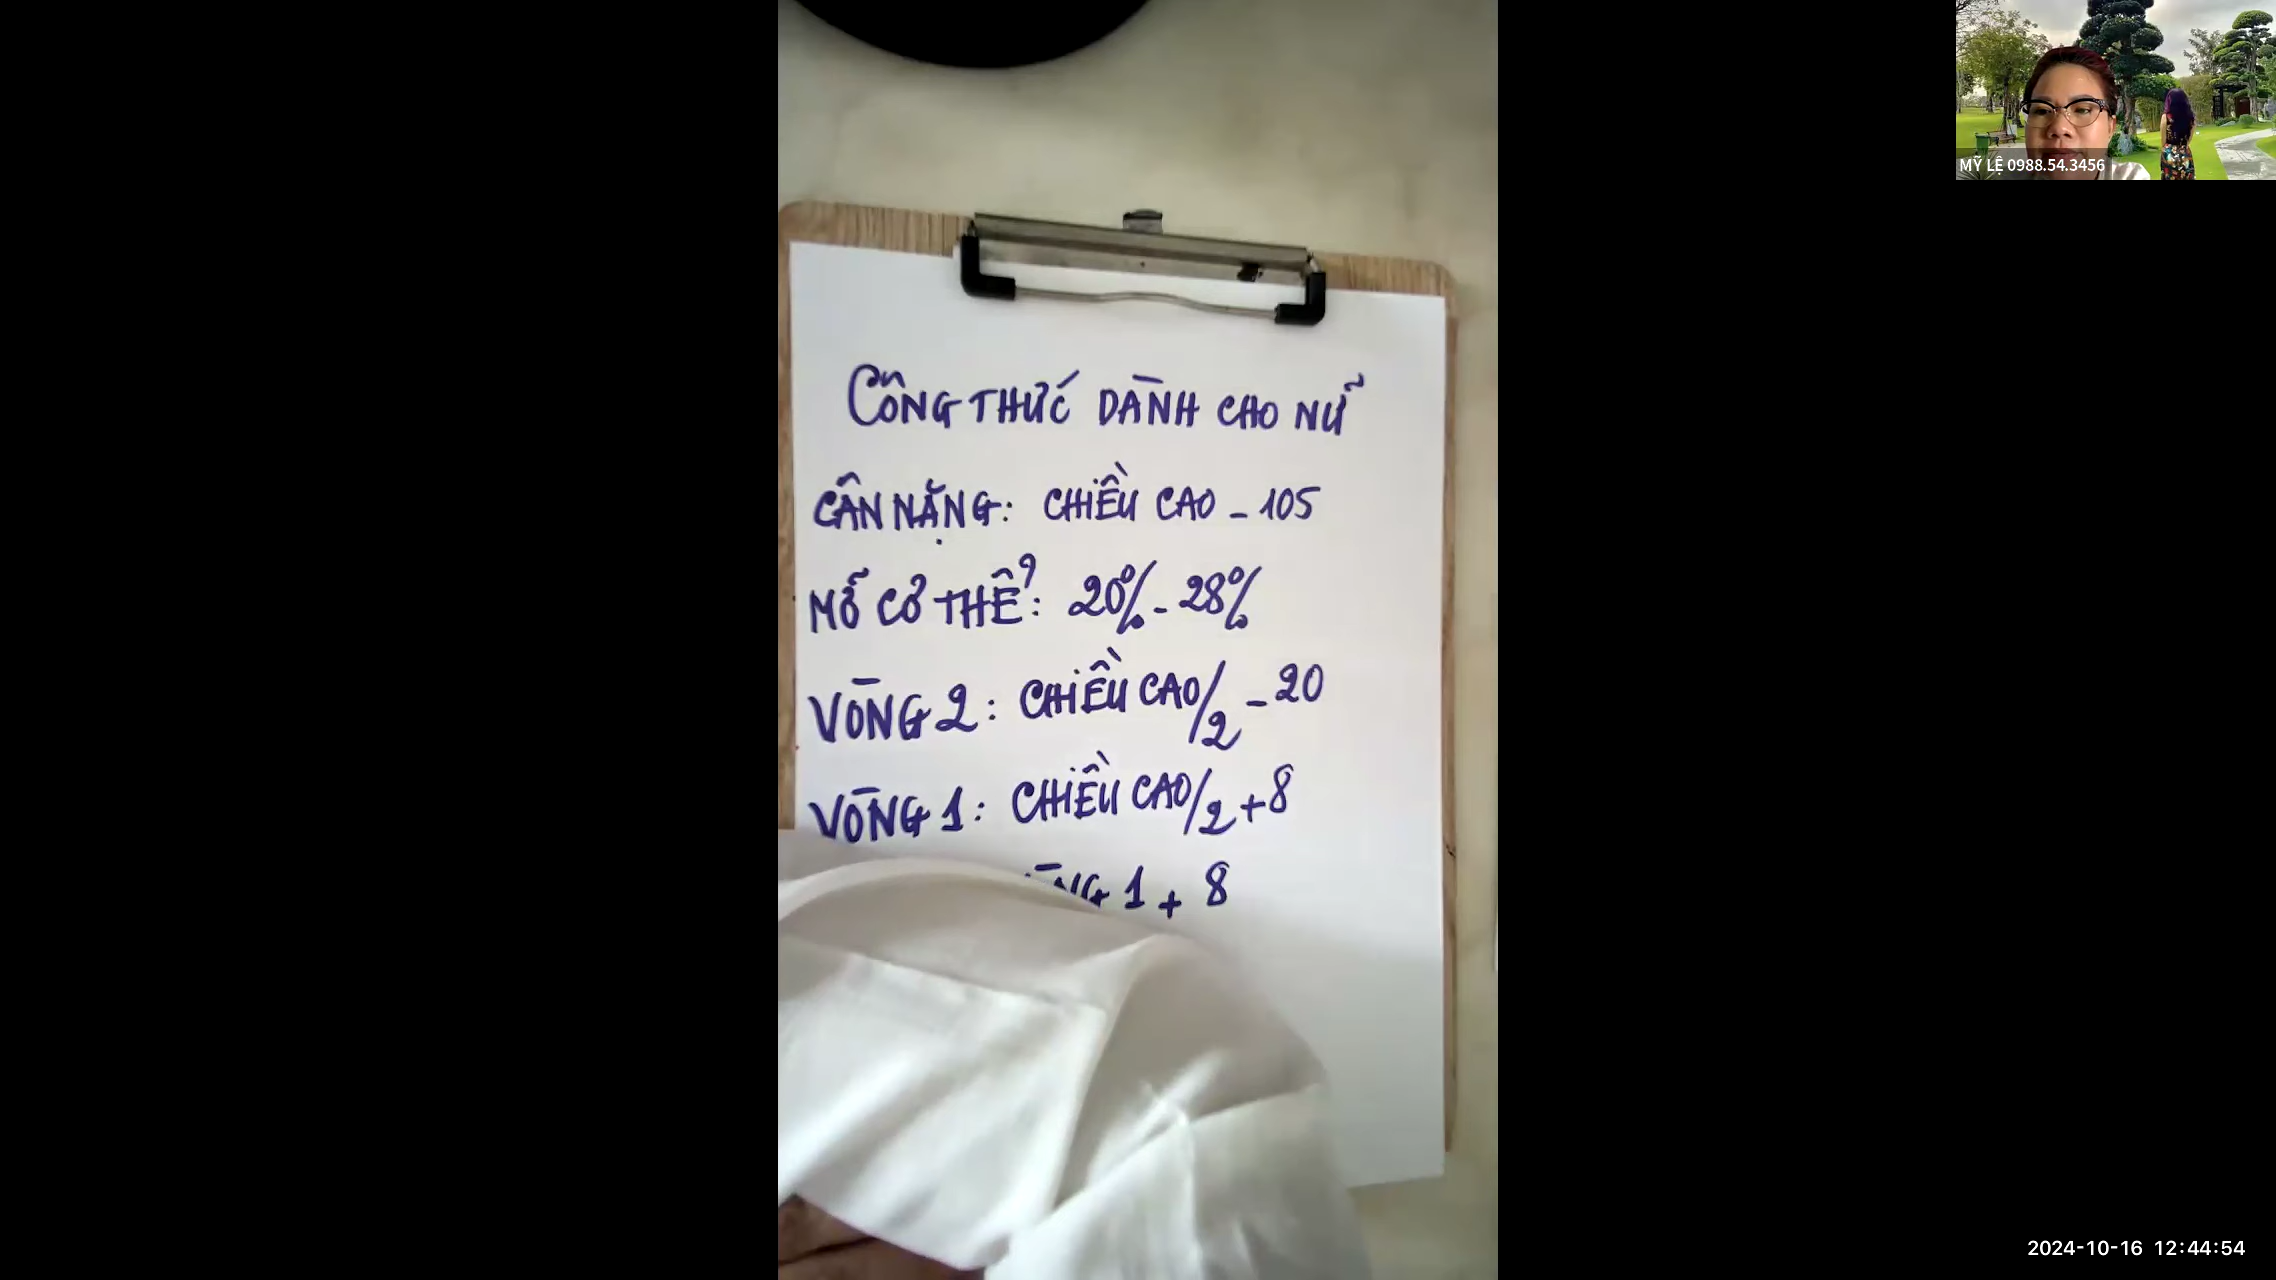 CÔNG THỨC DÀNH CHO NỮ
CÂN NẶNG: CHIỀU CAO - 105
MỠ CƠ THỂ: 20% - 28%
VÒNG 2: CHIỀU CAO/2 - 20
VÒNG 1: CHIỀU CAO/2 + 8
1 + 8
MỸ LỆ 0988.54.3456
2024-10-16 12:44:54